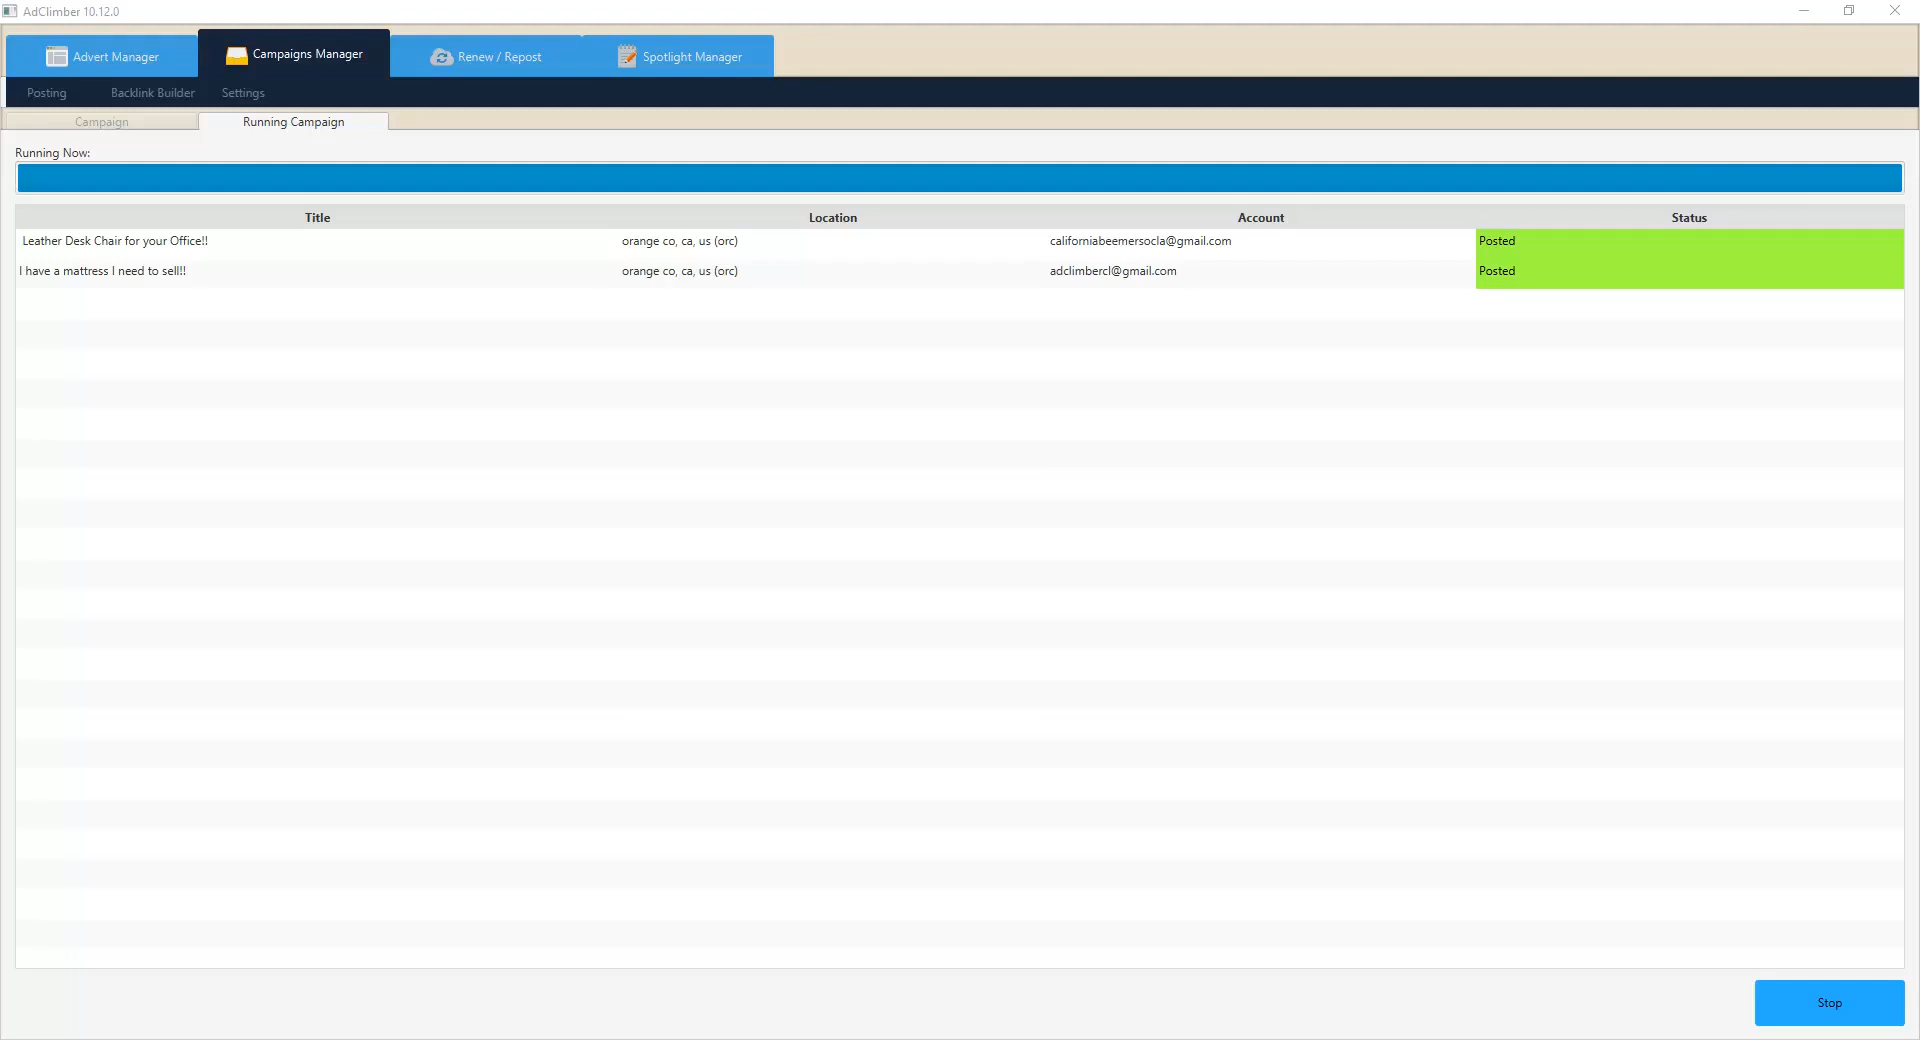 AdClimber 10.12.0
Advert Manager Campaigns Manager Renew / Repost Spotlight Manager
Posting Backlink Builder Settings
Campaign Running Campaign
Running Now:
Title Location Account Status
Leather Desk Chair for your Office!! orange co, ca, us (orc) californiabeemersocla@gmail.com Posted
I have a mattress I need to sell!! orange co, ca, us (orc) adclimbercl@gmail.com Posted
Stop